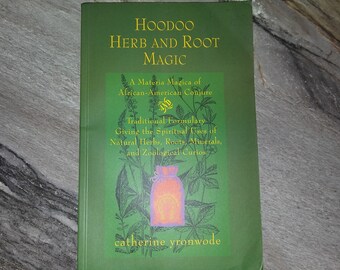 HOODOO
HERB AND ROOT
MAGIC
A Materia Magica of
African-American Conjure
Traditional Formulary
Giving the Spiritual Uses of
Natural Herbs, Roots, Minerals,
and Zoological Curios
catherine yronwode